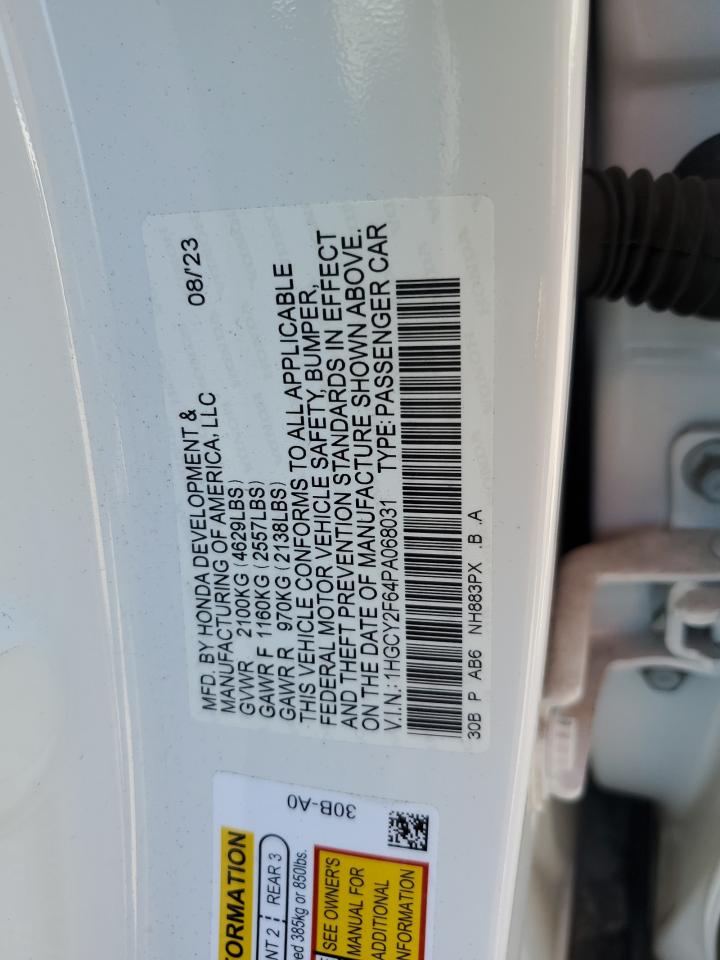 MFD. BY HONDA DEVELOPMENT & 08/'23
MANUFACTURING OF AMERICA, LLC
GVWR 2100KG (4629LBS)
GAWR F 1160KG (2557LBS)
GAWR R 970KG (2138LBS)
THIS VEHICLE CONFORMS TO ALL APPLICABLE
FEDERAL MOTOR VEHICLE SAFETY, BUMPER,
AND THEFT PREVENTION STANDARDS IN EFFECT
ON THE DATE OF MANUFACTURE SHOWN ABOVE.
V.I.N.: 1HGCY2F64PA068031 TYPE:PASSENGER CAR
30B P AB6 NH883PX .B .A
30B-A0
FORMATION
NT 2 REAR 3
ed 385kg or 850lbs.
SEE OWNER'S
MANUAL FOR
ADDITIONAL
INFORMATION